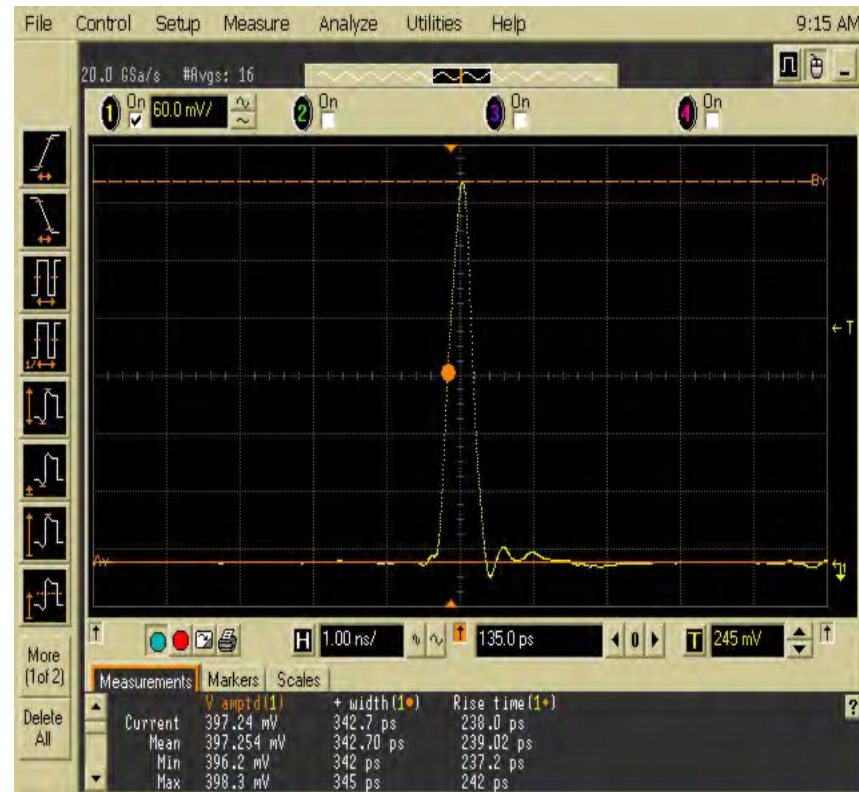 File Control Setup Measure Analyze Utilities Help 9:15 AM
20.0 GSa/s #Avgs: 16
1 On 60.0 mV/ 2 On 3 On 4 On
By
T
Ay
1
H 1.00 ns/ 135.0 ps 0 T 245 mV
More
(1of 2)
Delete
All
Measurements Markers Scales
V amptd(1) + width(1●) Rise time(1+)
?
Current 397.24 mV 342.7 ps 238.0 ps
Mean 397.254 mV 342.70 ps 239.02 ps
Min 396.2 mV 342 ps 237.2 ps
Max 398.3 mV 345 ps 242 ps